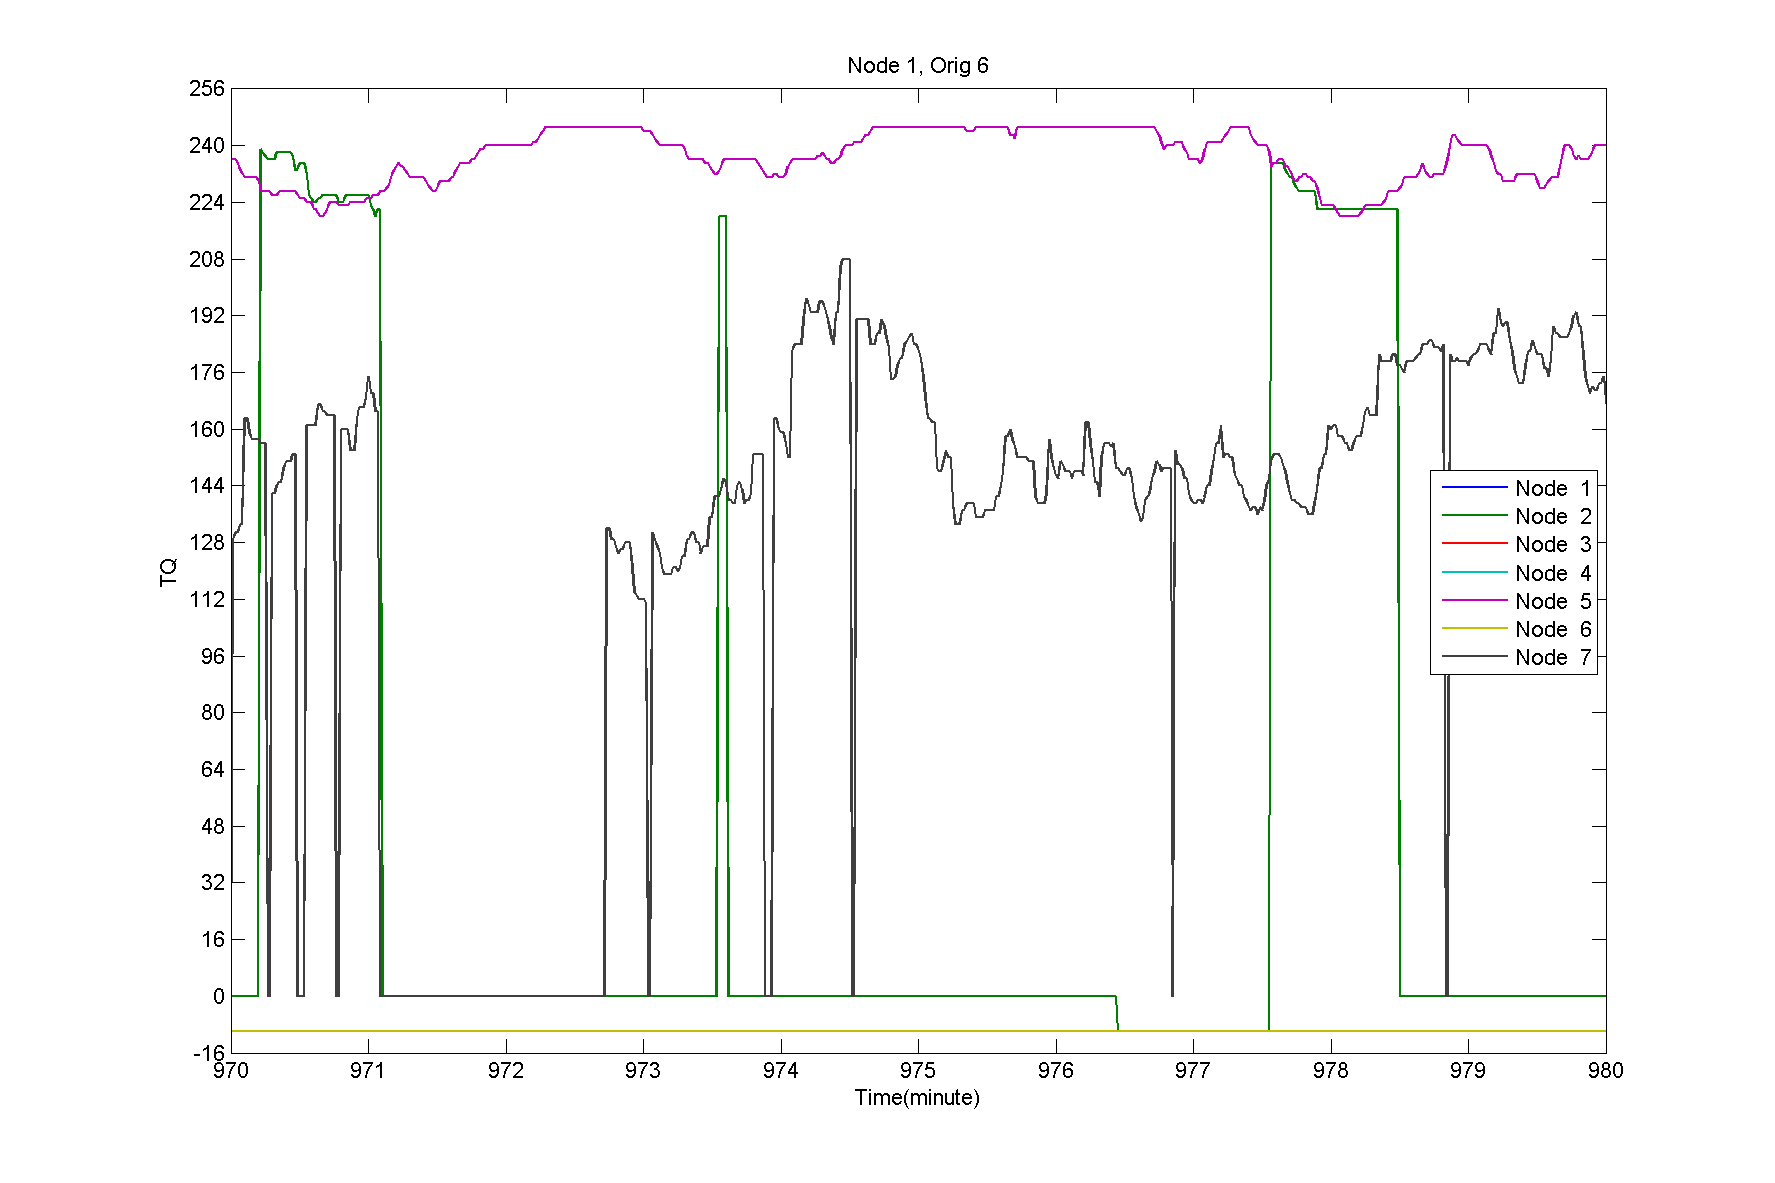 Node 1, Orig 6
256
240
224
208
192
176
160
144
128
112
96
80
64
48
32
16
0
-16
TQ
Node 1
Node 2
Node 3
Node 4
Node 5
Node 6
Node 7
970 971 972 973 974 975 976 977 978 979 980
Time(minute)